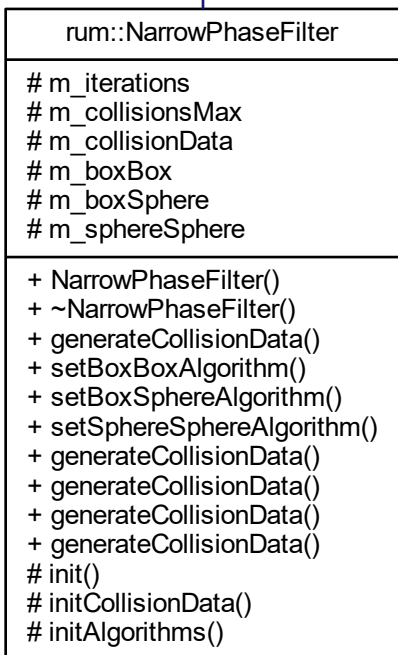 rum::NarrowPhaseFilter
# m_iterations
# m_collisionsMax
# m_collisionData
# m_boxBox
# m_boxSphere
# m_sphereSphere
+ NarrowPhaseFilter()
+ ~NarrowPhaseFilter()
+ generateCollisionData()
+ setBoxBoxAlgorithm()
+ setBoxSphereAlgorithm()
+ setSphereSphereAlgorithm()
+ generateCollisionData()
+ generateCollisionData()
+ generateCollisionData()
+ generateCollisionData()
# init()
# initCollisionData()
# initAlgorithms()